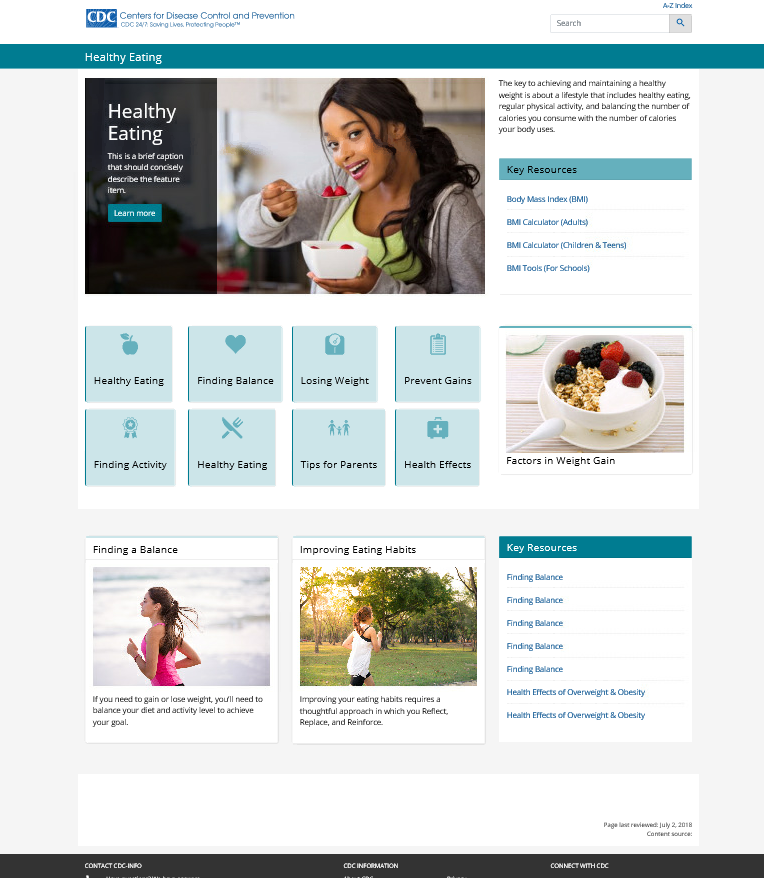 A-Z Index
CDC Centers for Disease Control and Prevention
CDC 24/7: Saving Lives, Protecting People™
Search
Healthy Eating
Healthy
Eating
This is a brief caption
that should concisely
describe the feature
item.
Learn more
The key to achieving and maintaining a healthy
weight is about a lifestyle that includes healthy eating,
regular physical activity, and balancing the number of
calories you consume with the number of calories
your body uses.
Key Resources
Body Mass Index (BMI)
BMI Calculator (Adults)
BMI Calculator (Children & Teens)
BMI Tools (For Schools)
Healthy Eating
Finding Balance
Losing Weight
Prevent Gains
Finding Activity
Healthy Eating
Tips for Parents
Health Effects
Factors in Weight Gain
Finding a Balance
If you need to gain or lose weight, you'll need to
balance your diet and activity level to achieve
your goal.
Improving Eating Habits
Improving your eating habits requires a
thoughtful approach in which you Reflect,
Replace, and Reinforce.
Key Resources
Finding Balance
Finding Balance
Finding Balance
Finding Balance
Finding Balance
Health Effects of Overweight & Obesity
Health Effects of Overweight & Obesity
Page last reviewed: July 2, 2018
Content source:
CONTACT CDC-INFO
CDC INFORMATION
CONNECT WITH CDC